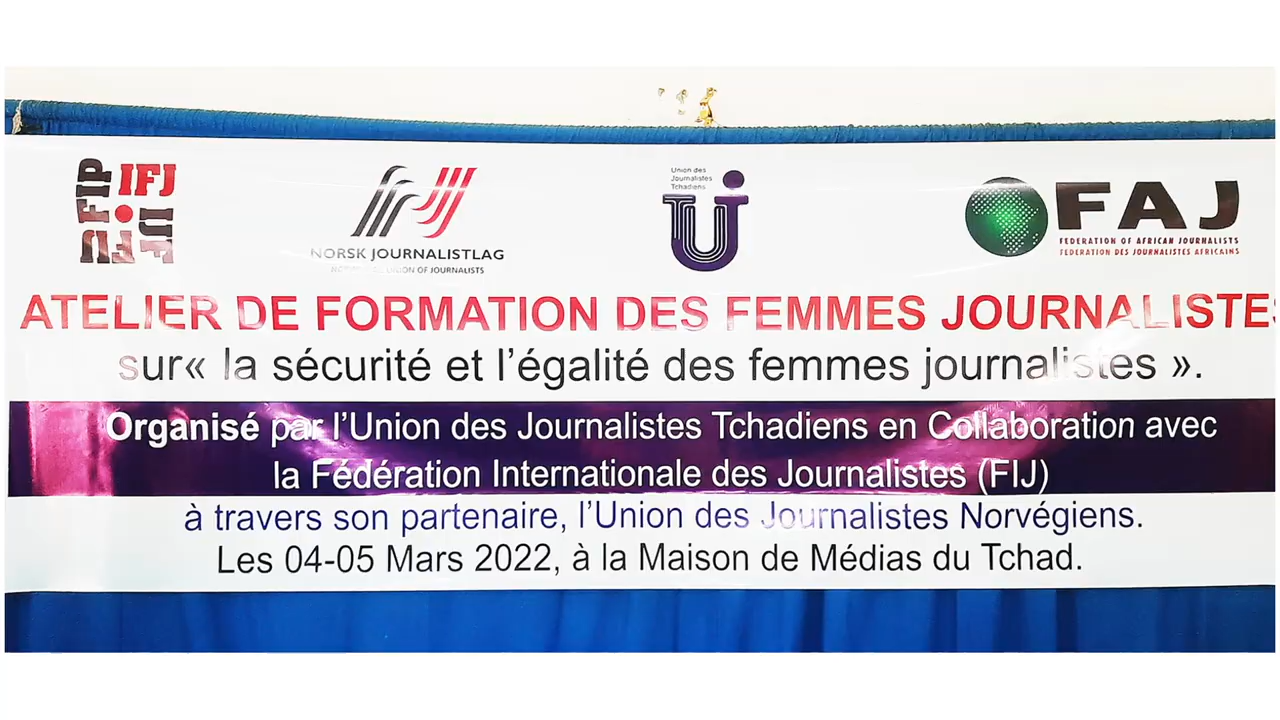 FIP IFJ
NORSK JOURNALISTLAG
UNION OF JOURNALISTS
Union des
Journalistes
Tchadiens
UJT
FAJ
FEDERATION OF AFRICAN JOURNALISTS
FEDERATION DES JOURNALISTES AFRICAINS
ATELIER DE FORMATION DES FEMMES JOURNALISTES
sur« la sécurité et l’égalité des femmes journalistes ».
Organisé par l’Union des Journalistes Tchadiens en Collaboration avec
la Fédération Internationale des Journalistes (FIJ)
à travers son partenaire, l’Union des Journalistes Norvégiens.
Les 04-05 Mars 2022, à la Maison de Médias du Tchad.